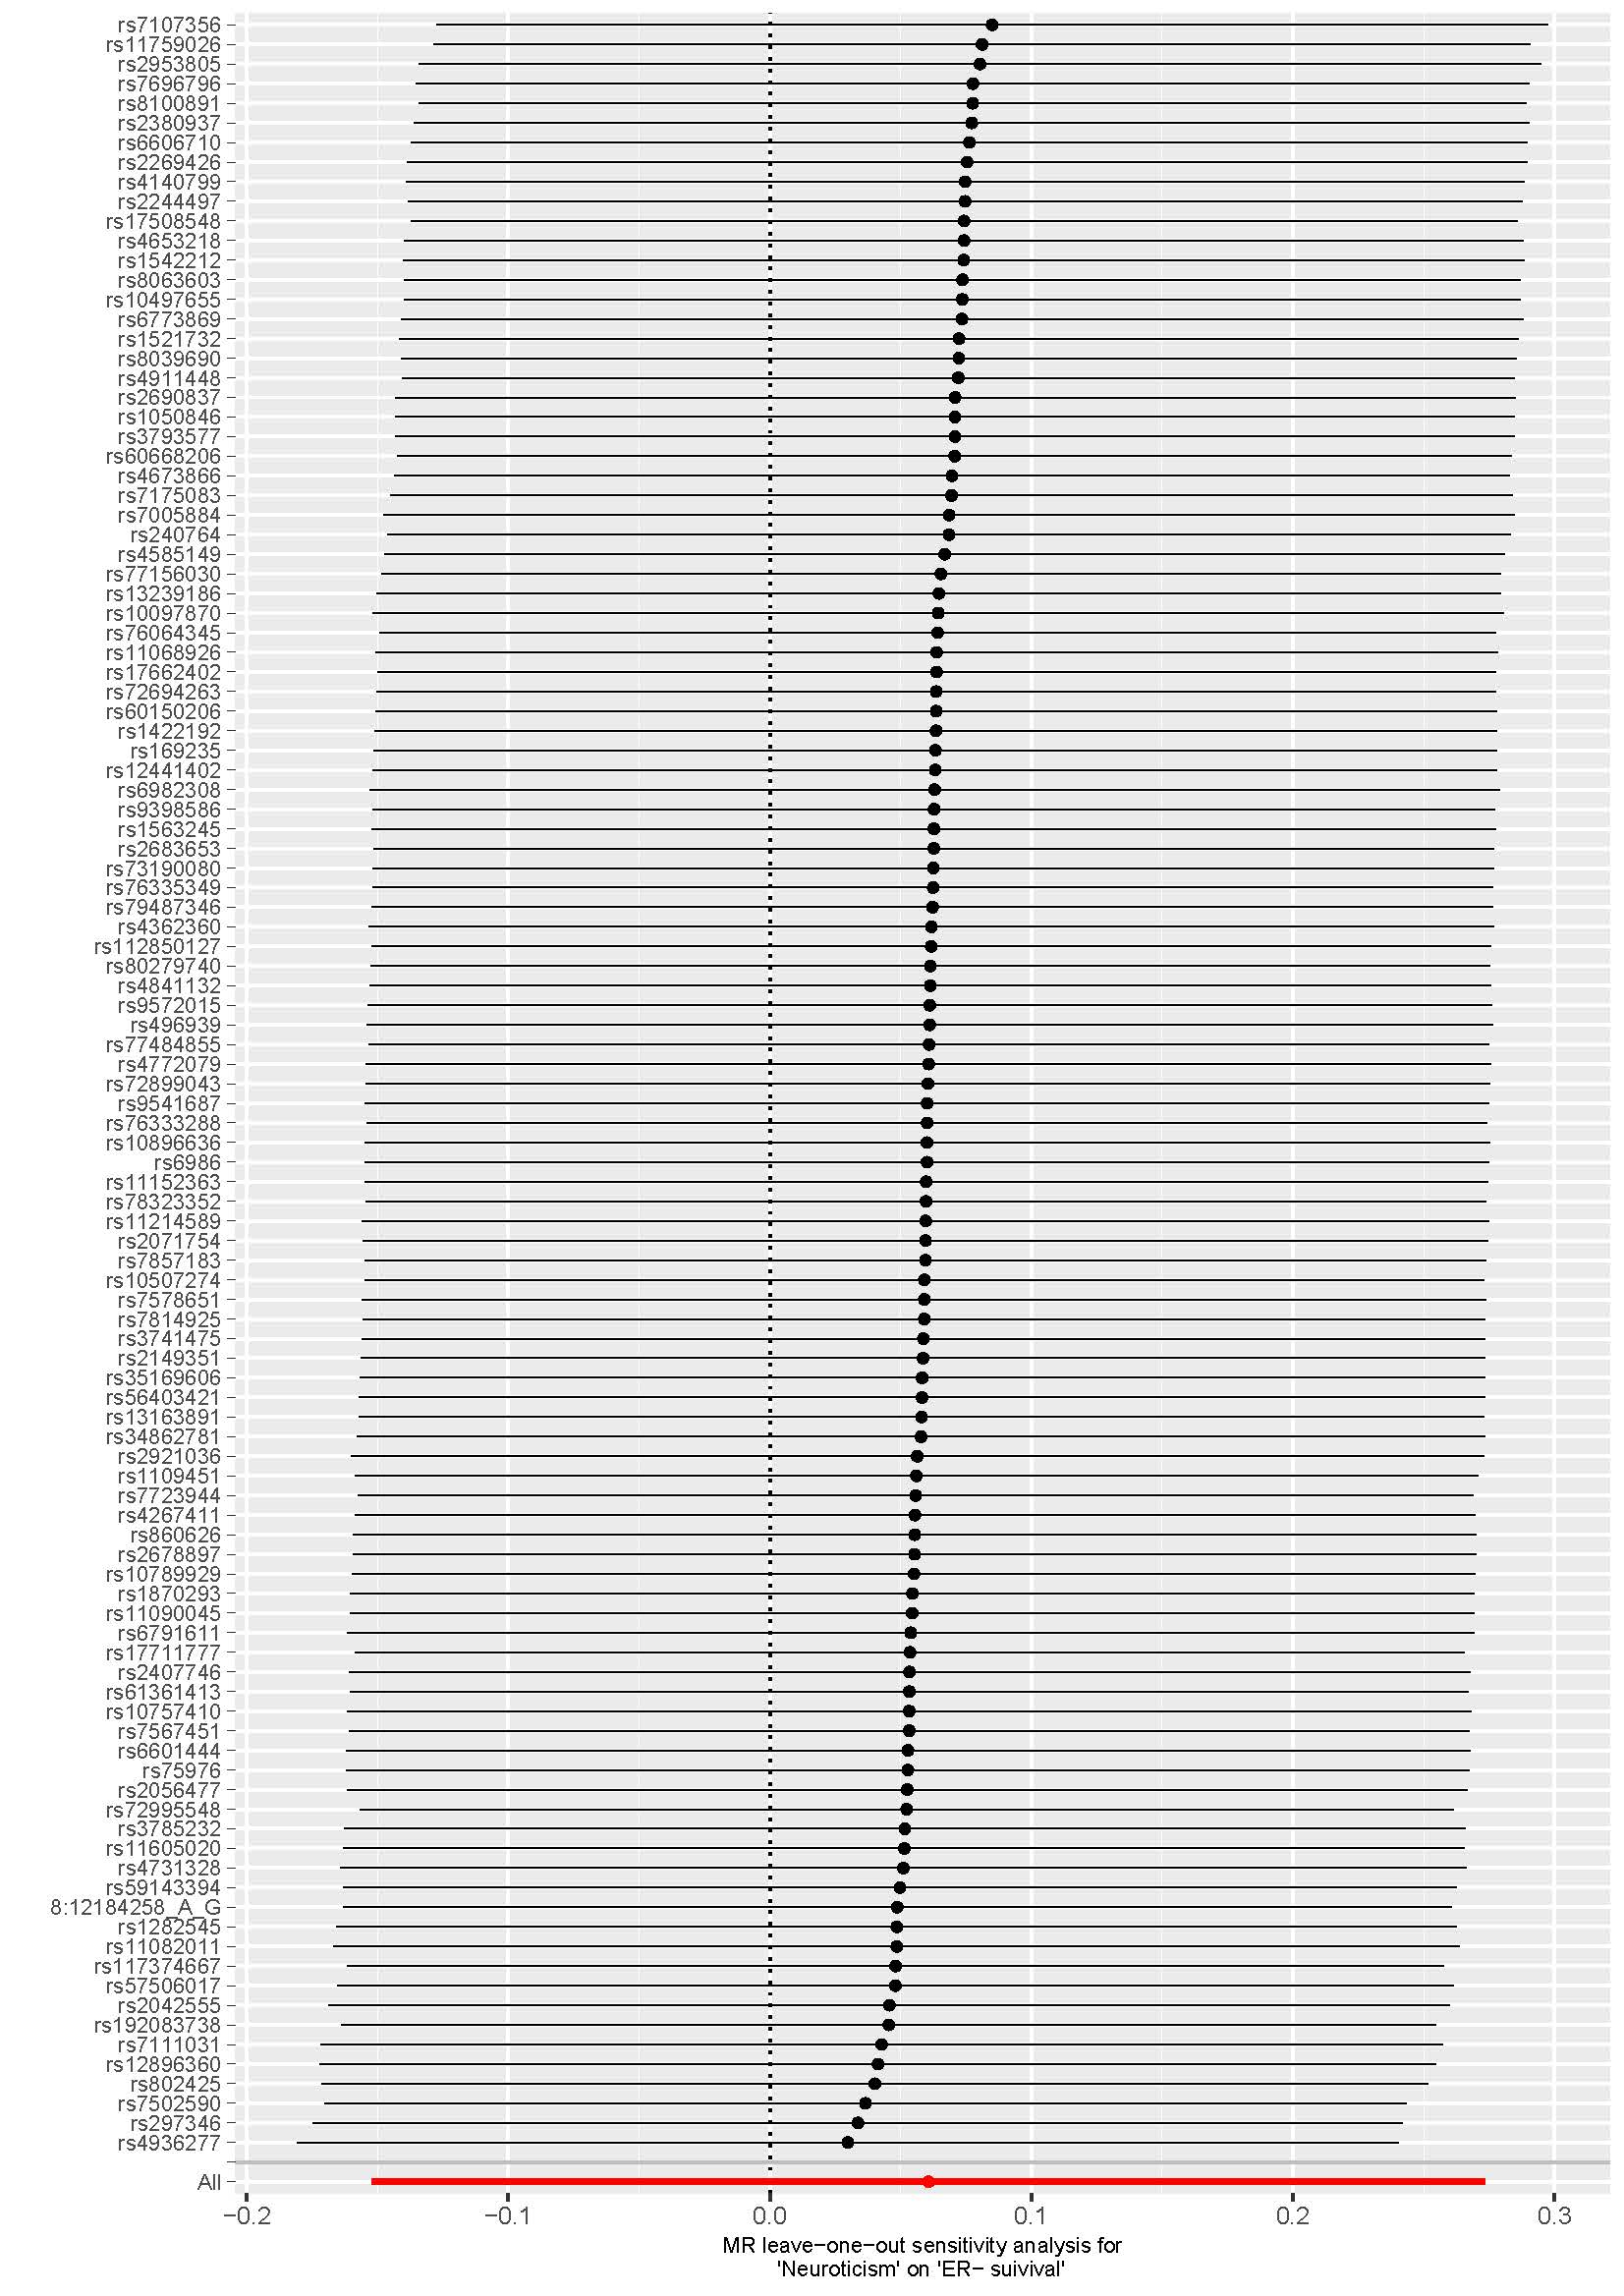 rs7107356
rs11759026
rs2953805
rs7696796
rs8100891
rs2380937
rs6606710
rs2269426
rs4140799
rs2244497
rs17508548
rs4653218
rs1542212
rs8063603
rs10497655
rs6773869
rs1521732
rs8039690
rs4911448
rs2690837
rs1050846
rs3793577
rs60668206
rs4673866
rs7175083
rs7005884
rs240764
rs4585149
rs77156030
rs13239186
rs10097870
rs76064345
rs11068926
rs17662402
rs72694263
rs60150206
rs1422192
rs169235
rs12441402
rs6982308
rs9398586
rs1563245
rs2683653
rs73190080
rs76335349
rs79487346
rs4362360
rs112850127
rs80279740
rs4841132
rs9572015
rs496939
rs77484855
rs4772079
rs72899043
rs9541687
rs76333288
rs10896636
rs6986
rs11152363
rs78323352
rs11214589
rs2071754
rs7857183
rs10507274
rs7578651
rs7814925
rs3741475
rs2149351
rs35169606
rs56403421
rs13163891
rs34862781
rs2921036
rs1109451
rs7723944
rs4267411
rs860626
rs2678897
rs10789929
rs1870293
rs11090045
rs6791611
rs17711777
rs2407746
rs61361413
rs10757410
rs7567451
rs6601444
rs75976
rs2056477
rs72995548
rs3785232
rs11605020
rs4731328
rs59143394
8:12184258_A_G
rs1282545
rs11082011
rs117374667
rs57506017
rs2042555
rs192083738
rs7111031
rs12896360
rs802425
rs7502590
rs297346
rs4936277
All
−0.2 −0.1 0.0 0.1 0.2 0.3
MR leave−one−out sensitivity analysis for
'Neuroticism' on 'ER− suivival'